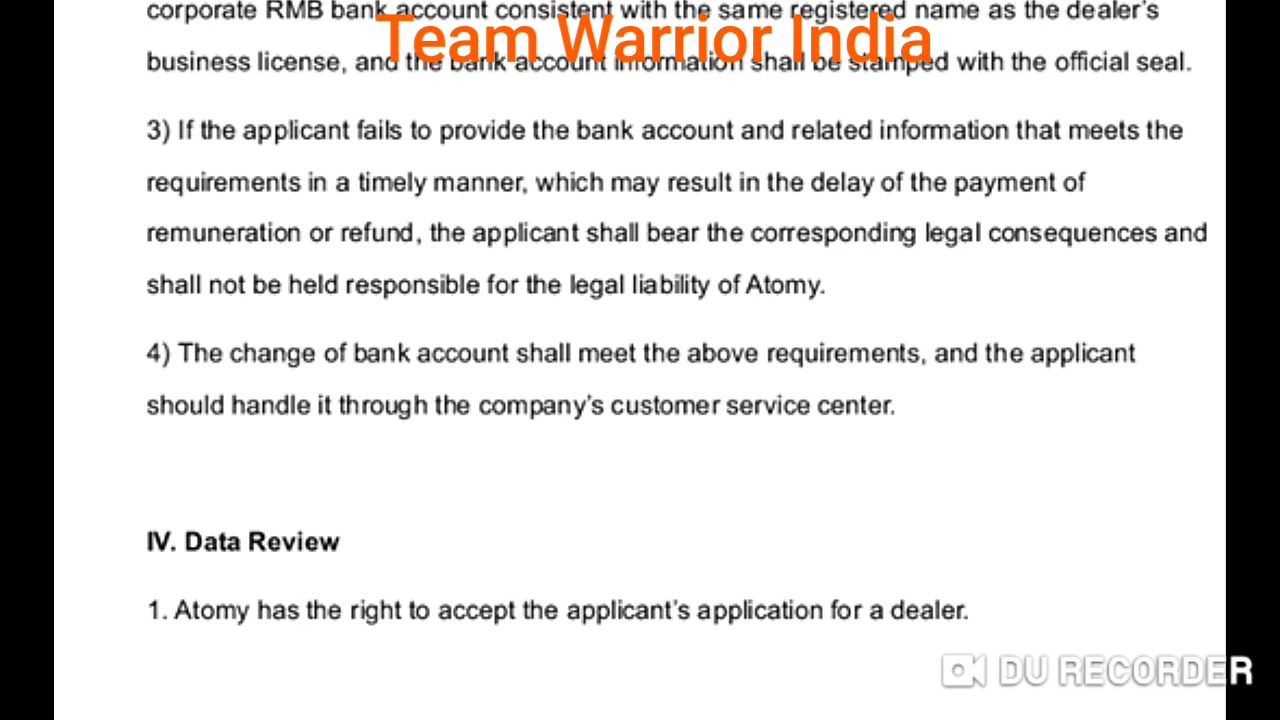 corporate RMB bank account consistent with the same registered name as the dealer's
Team Warrior India
business license, and the bank account information shall be stamped with the official seal.
3) If the applicant fails to provide the bank account and related information that meets the
requirements in a timely manner, which may result in the delay of the payment of
remuneration or refund, the applicant shall bear the corresponding legal consequences and
shall not be held responsible for the legal liability of Atomy.
4) The change of bank account shall meet the above requirements, and the applicant
should handle it through the company's customer service center.
IV. Data Review
1. Atomy has the right to accept the applicant's application for a dealer.
DU RECORDER